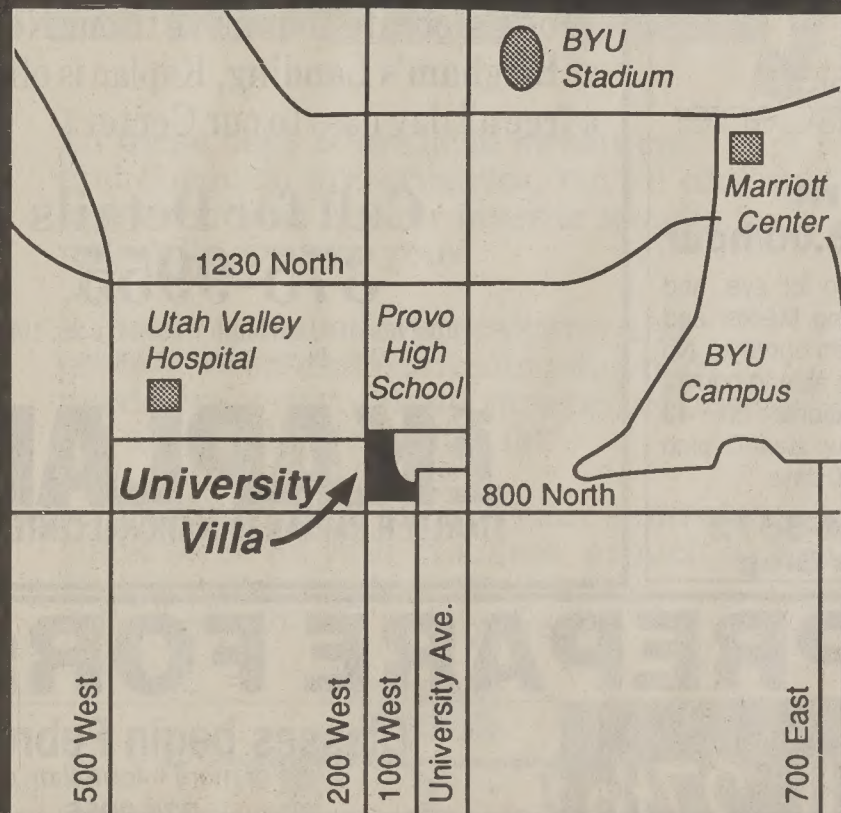 BYU
Stadium
Marriott
Center
1230 North
Utah Valley
Hospital
Provo
High
School
BYU
Campus
University
Villa
800 North
500 West
200 West
100 West
University Ave.
700 East